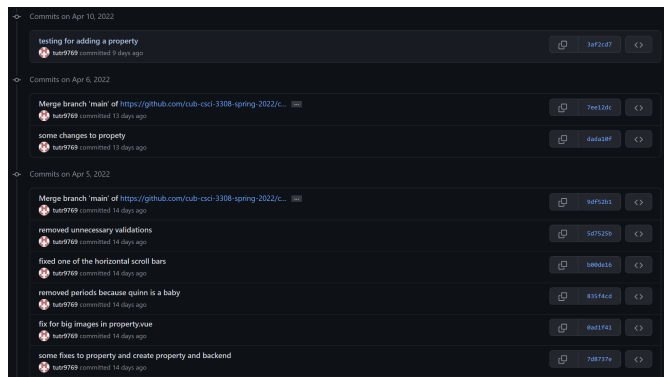 Commits on Apr 10, 2022
testing for adding a property
tutr9769 committed 9 days ago
3af2cd7
Commits on Apr 6, 2022
Merge branch 'main' of https://github.com/cub-csci-3308-spring-2022/c...
tutr9769 committed 13 days ago
7ee12dc
some changes to propety
tutr9769 committed 13 days ago
dada10f
Commits on Apr 5, 2022
Merge branch 'main' of https://github.com/cub-csci-3308-spring-2022/c...
tutr9769 committed 14 days ago
9df52b1
removed unnecessary validations
tutr9769 committed 14 days ago
5d7525b
fixed one of the horizontal scroll bars
tutr9769 committed 14 days ago
b00de16
removed periods because quinn is a baby
tutr9769 committed 14 days ago
835f4cd
fix for big images in property.vue
tutr9769 committed 14 days ago
0ad1f41
some fixes to property and create property and backend
tutr9769 committed 14 days ago
7d8737e